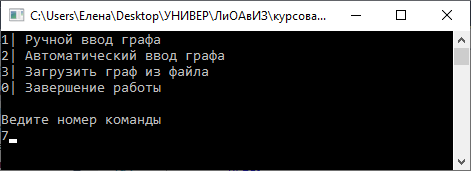 C:\Users\Елена\Desktop\УНИВЕР\ЛиОАвИЗ\курсова...
1| Ручной ввод графа
2| Автоматический ввод графа
3| Загрузить граф из файла
0| Завершение работы
Ведите номер команды
7